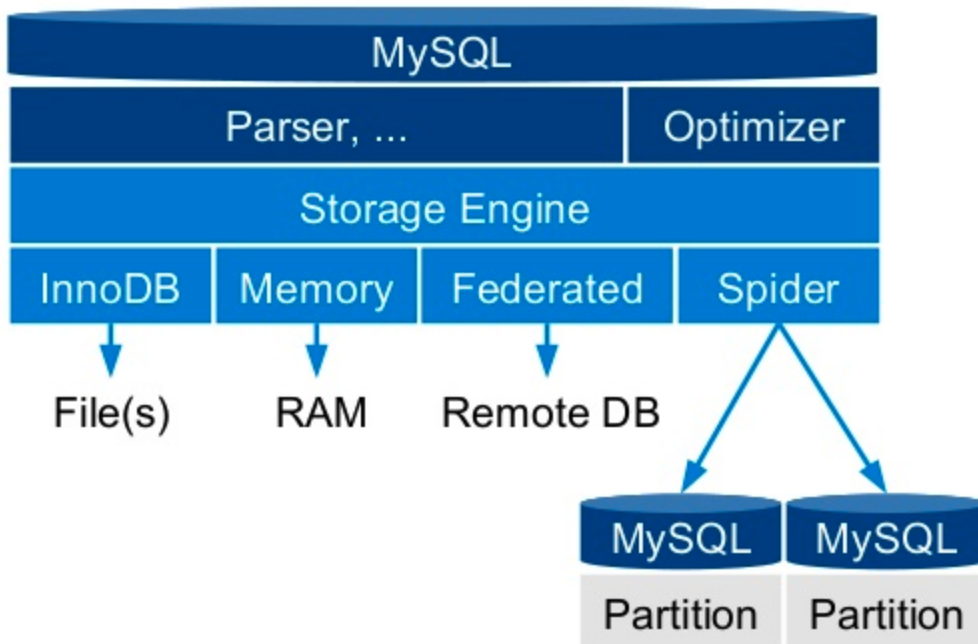 MySQL
Parser, ... Optimizer
Storage Engine
InnoDB Memory Federated Spider
File(s) RAM Remote DB
MySQL MySQL
Partition Partition